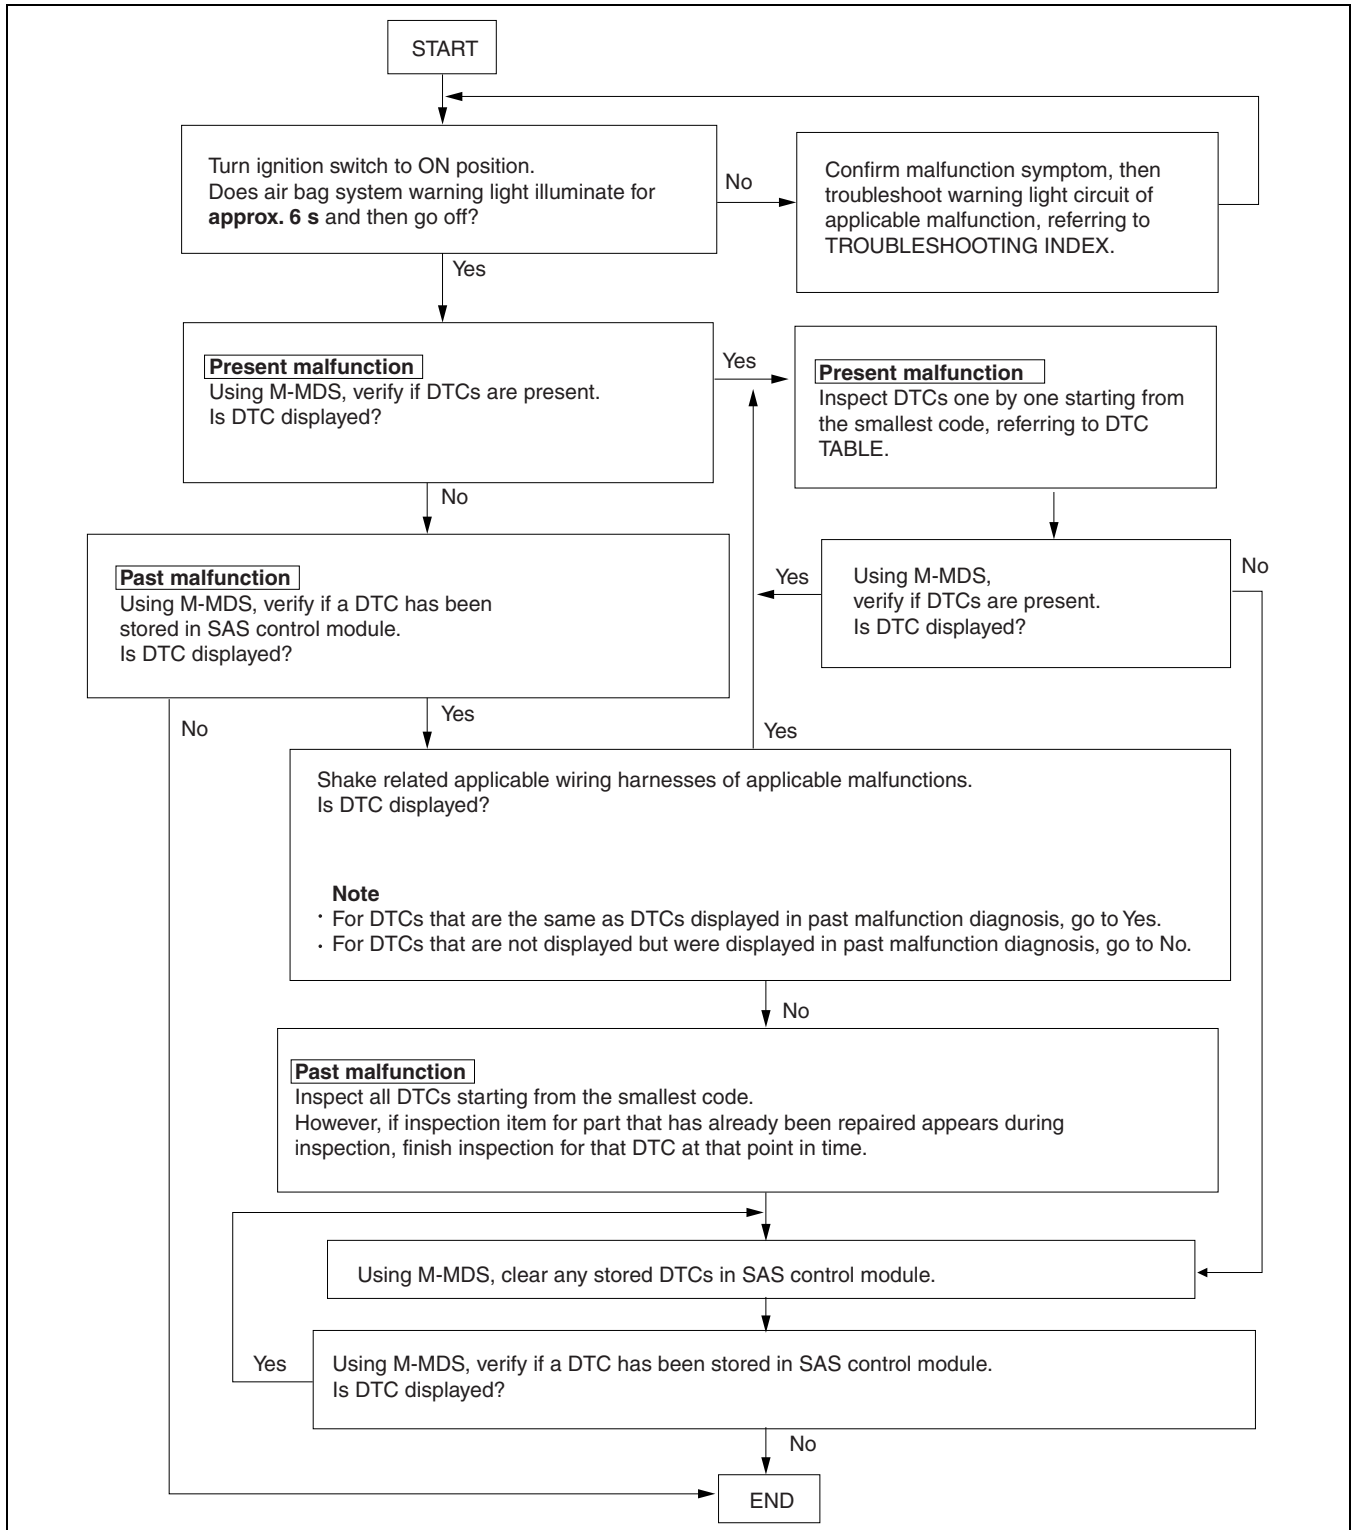 START
Turn ignition switch to ON position.
Does air bag system warning light illuminate for
approx. 6 s and then go off?
No
Confirm malfunction symptom, then
troubleshoot warning light circuit of
applicable malfunction, referring to
TROUBLESHOOTING INDEX.
Yes
Present malfunction
Using M-MDS, verify if DTCs are present.
Is DTC displayed?
Yes
Present malfunction
Inspect DTCs one by one starting from
the smallest code, referring to DTC
TABLE.
No
Past malfunction
Using M-MDS, verify if a DTC has been
stored in SAS control module.
Is DTC displayed?
Yes
Using M-MDS,
verify if DTCs are present.
Is DTC displayed?
No
No
Yes
Yes
Shake related applicable wiring harnesses of applicable malfunctions.
Is DTC displayed?
Note
· For DTCs that are the same as DTCs displayed in past malfunction diagnosis, go to Yes.
· For DTCs that are not displayed but were displayed in past malfunction diagnosis, go to No.
No
Past malfunction
Inspect all DTCs starting from the smallest code.
However, if inspection item for part that has already been repaired appears during
inspection, finish inspection for that DTC at that point in time.
Using M-MDS, clear any stored DTCs in SAS control module.
Yes
Using M-MDS, verify if a DTC has been stored in SAS control module.
Is DTC displayed?
No
END